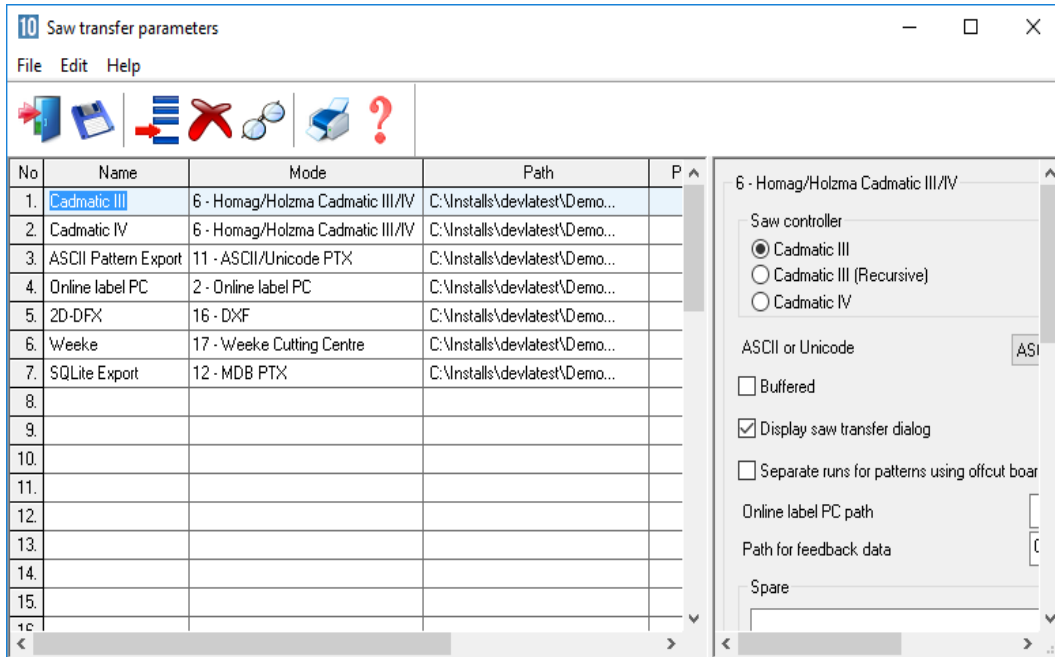 10 Saw transfer parameters
File Edit Help
?
No Name Mode Path P
1. Cadmatic III 6 - Homag/Holzma Cadmatic III/IV C:\Installs\devlatest\Demo...
2. Cadmatic IV 6 - Homag/Holzma Cadmatic III/IV C:\Installs\devlatest\Demo...
3. ASCII Pattern Export 11 - ASCII/Unicode PTX C:\Installs\devlatest\Demo...
4. Online label PC 2 - Online label PC C:\Installs\devlatest\Demo...
5. 2D-DFX 16 - DXF C:\Installs\devlatest\Demo...
6. Weeke 17 - Weeke Cutting Centre C:\Installs\devlatest\Demo...
7. SQLite Export 12 - MDB PTX C:\Installs\devlatest\Demo...
8.
9.
10.
11.
12.
13.
14.
15.
16
6 - Homag/Holzma Cadmatic III/IV
Saw controller
Cadmatic III
Cadmatic III (Recursive)
Cadmatic IV
ASCII or Unicode
Buffered
Display saw transfer dialog
Separate runs for patterns using offcut boar
Online label PC path
Path for feedback data
Spare